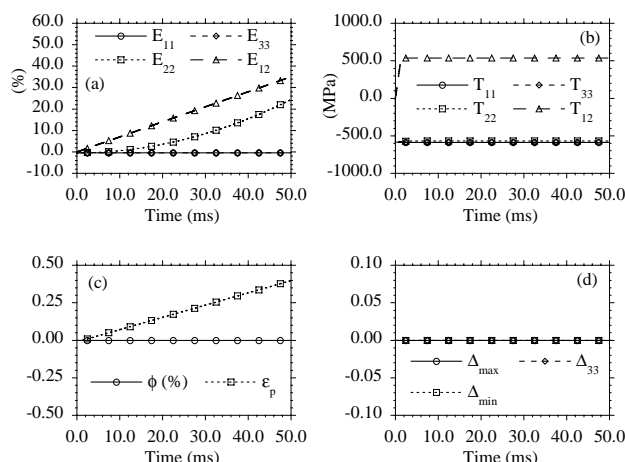 60.0
50.0
40.0
30.0
20.0
10.0
0.0
-10.0
(%)
E11 E33
E22 E12
(a)
0.0 10.0 20.0 30.0 40.0 50.0
Time (ms)
1000.0
500.0
0.0
-500.0
-1000.0
(MPa)
(b)
T11 T33
T22 T12
0.0 10.0 20.0 30.0 40.0 50.0
Time (ms)
0.50
0.25
0.00
-0.25
-0.50
(c)
ϕ (%) εp
0.0 10.0 20.0 30.0 40.0 50.0
Time (ms)
0.10
0.05
0.00
-0.05
-0.10
(d)
Δmax Δ33
Δmin
0.0 10.0 20.0 30.0 40.0 50.0
Time (ms)